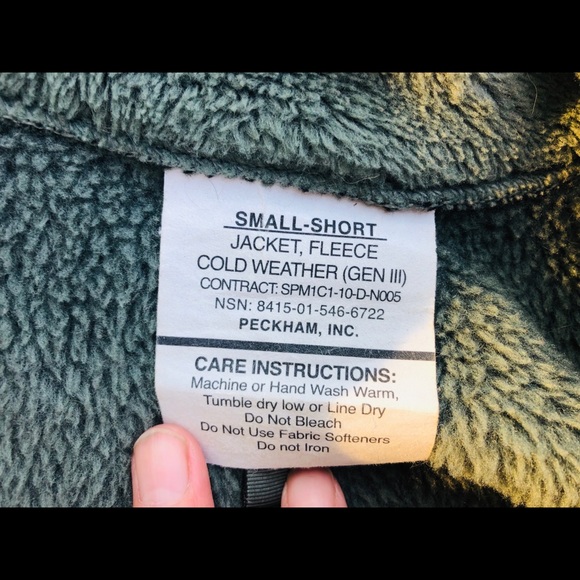 SMALL-SHORT
JACKET, FLEECE
COLD WEATHER (GEN III)
CONTRACT: SPM1C1-10-D-N005
NSN: 8415-01-546-6722
PECKHAM, INC.
CARE INSTRUCTIONS:
Machine or Hand Wash Warm,
Tumble dry low or Line Dry
Do Not Bleach
Do Not Use Fabric Softeners
Do not Iron